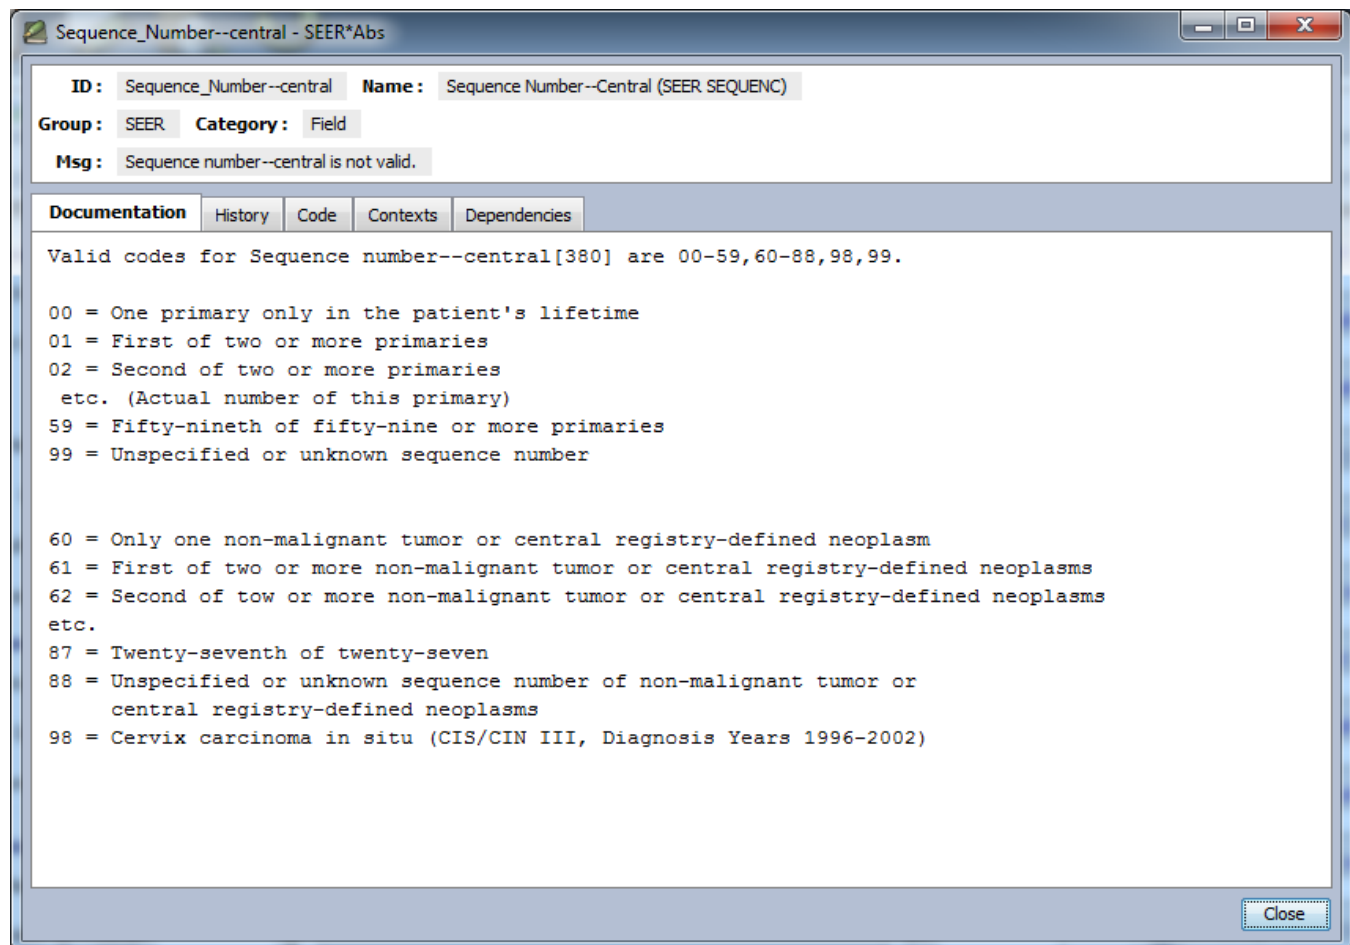 Sequence_Number--central - SEER*Abs
ID : Sequence_Number--central Name : Sequence Number--Central (SEER SEQUENC)
Group : SEER Category : Field
Msg : Sequence number--central is not valid.
Documentation History Code Contexts Dependencies
Valid codes for Sequence number--central[380] are 00-59,60-88,98,99.
00 = One primary only in the patient's lifetime
01 = First of two or more primaries
02 = Second of two or more primaries
etc. (Actual number of this primary)
59 = Fifty-nineth of fifty-nine or more primaries
99 = Unspecified or unknown sequence number
60 = Only one non-malignant tumor or central registry-defined neoplasm
61 = First of two or more non-malignant tumor or central registry-defined neoplasms
62 = Second of tow or more non-malignant tumor or central registry-defined neoplasms
etc.
87 = Twenty-seventh of twenty-seven
88 = Unspecified or unknown sequence number of non-malignant tumor or
central registry-defined neoplasms
98 = Cervix carcinoma in situ (CIS/CIN III, Diagnosis Years 1996-2002)
Close